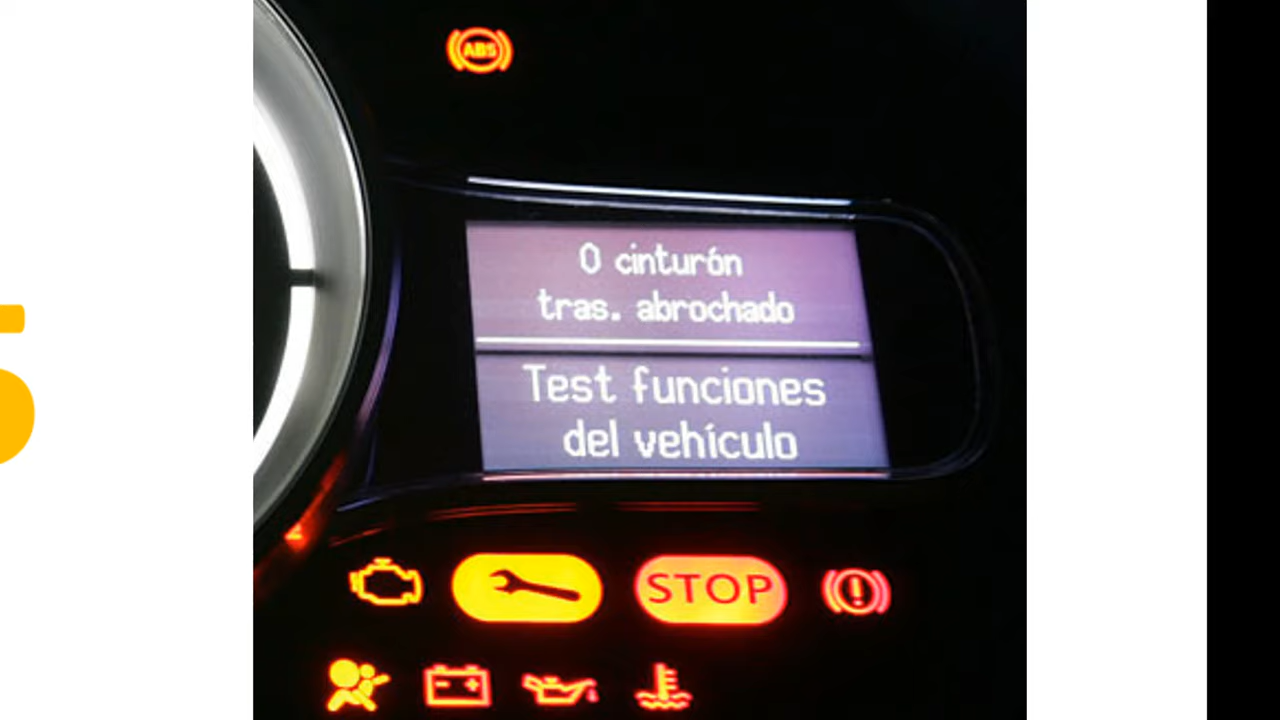 ABS
0 cinturón
tras. abrochado
Test funciones
del vehículo
STOP